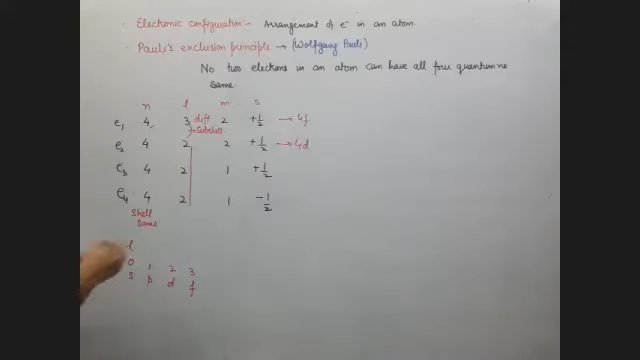 Electronic configuration:- Arrangement of e⁻ in an atom.
Pauli's exclusion principle → (Wolfgang Pauli)
No two electrons in an atom can have all four quantum no
same.
n l m s
e₁ 4 3 diff subshell 2 +1/2 → 4f
e₂ 4 2 2 +1/2 → 4d
e₃ 4 2 1 +1/2
e₄ 4 2 1 -1/2
Shell
Same
l
0 1 2 3
s p d f